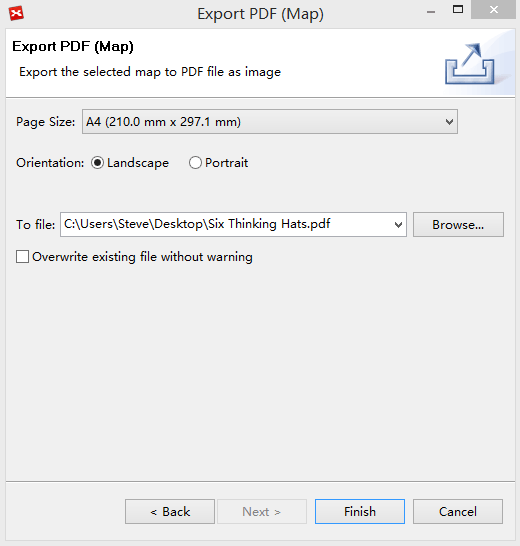 Export PDF (Map)
Export PDF (Map)
Export the selected map to PDF file as image
Page Size: A4 (210.0 mm x 297.1 mm)
Orientation: Landscape Portrait
To file: C:\Users\Steve\Desktop\Six Thinking Hats.pdf Browse...
Overwrite existing file without warning
< Back Next > Finish Cancel